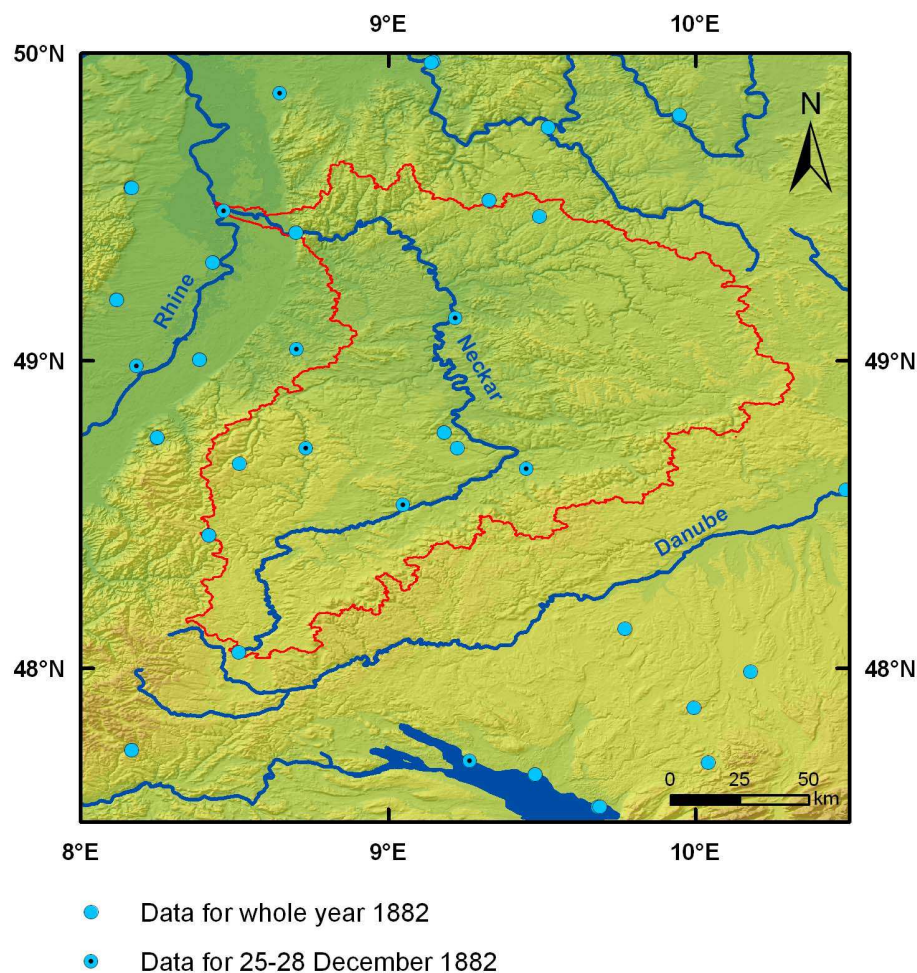 9°E 10°E
50°N
N
Rhine
Neckar
49°N 49°N
Danube
48°N 48°N
0 25 50
km
8°E 9°E 10°E
Data for whole year 1882
Data for 25-28 December 1882